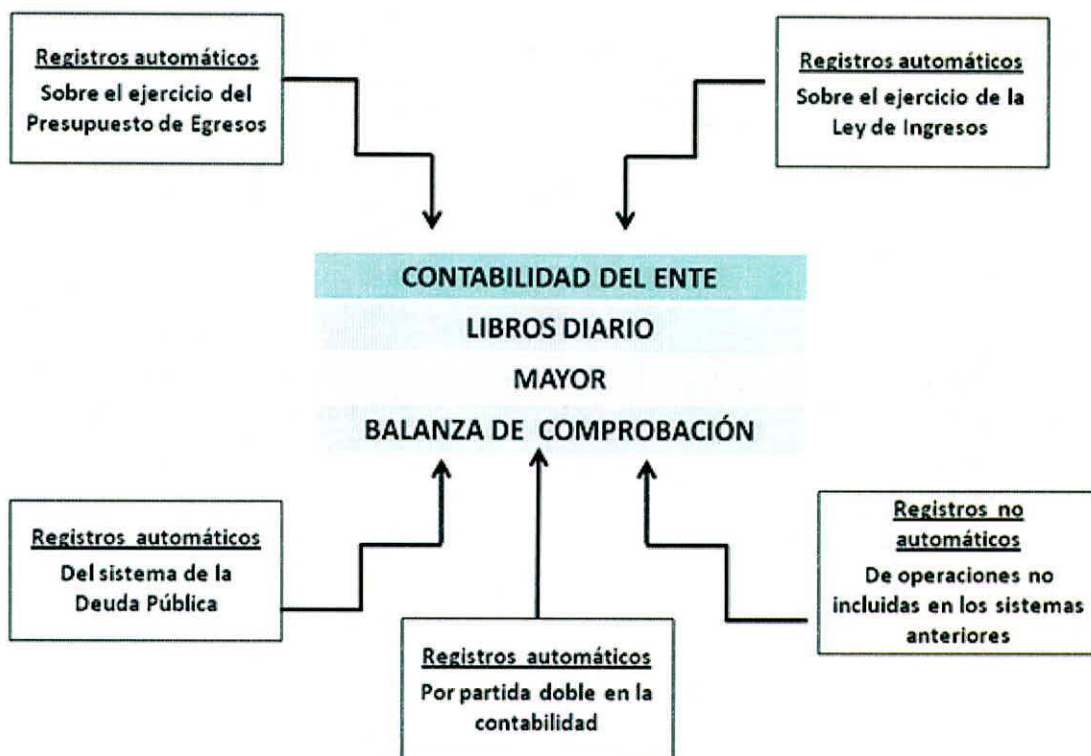 Registros automáticos
Sobre el ejercicio del
Presupuesto de Egresos
Registros automáticos
Sobre el ejercicio de la
Ley de Ingresos
CONTABILIDAD DEL ENTE
LIBROS DIARIO
MAYOR
BALANZA DE COMPROBACIÓN
Registros automáticos
Del sistema de la
Deuda Pública
Registros automáticos
Por partida doble en la
contabilidad
Registros no
automáticos
De operaciones no
incluidas en los sistemas
anteriores